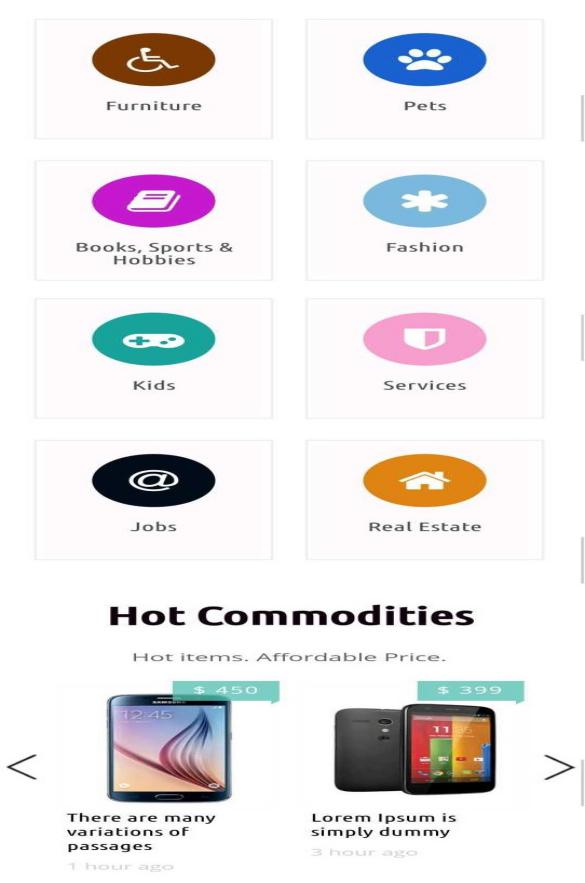 Furniture
Pets
Books, Sports &
Hobbies
Fashion
Kids
Services
@
Jobs
Real Estate
Hot Commodities
Hot items. Affordable Price.
$ 450
$ 399
SAMSUNG
12:45
There are many
variations of
passages
1 hour ago
Lorem Ipsum is
simply dummy
3 hour ago